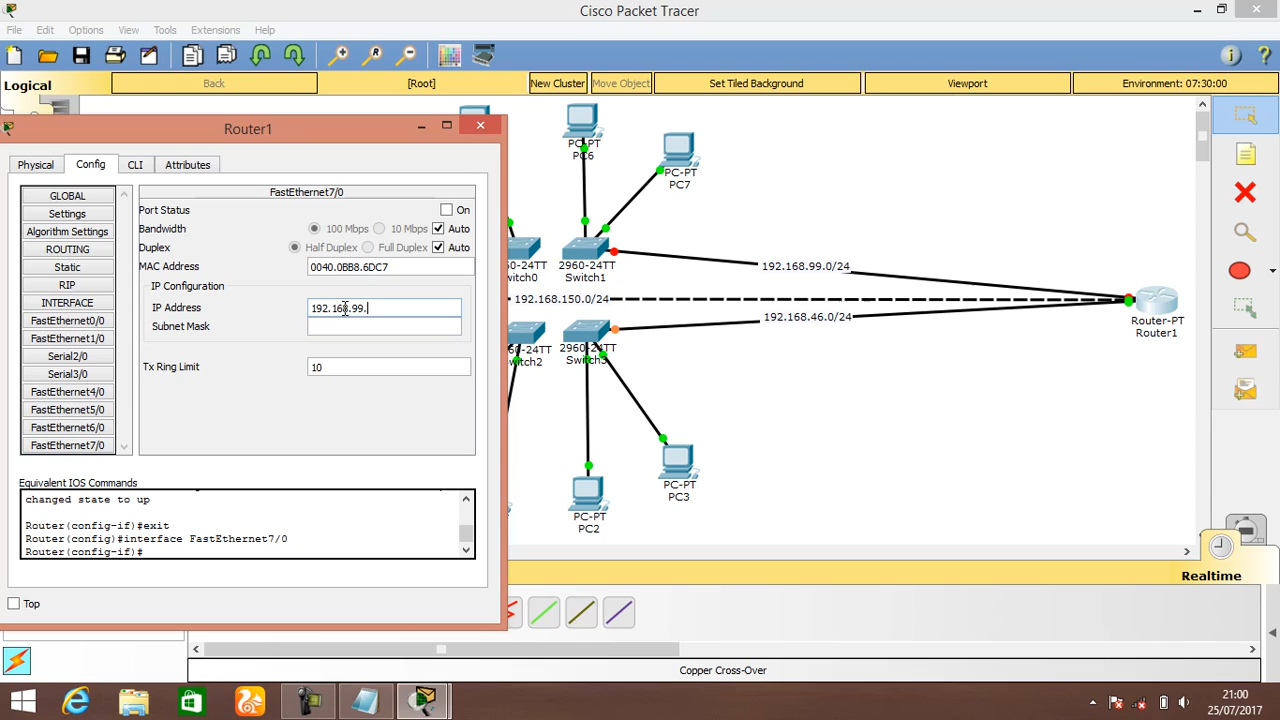 Cisco Packet Tracer
File Edit Options View Tools Extensions Help
Logical
Back
[Root]
New Cluster
Move Object
Set Tiled Background
Viewport
Environment: 07:30:00
Router1
Physical Config CLI Attributes
GLOBAL
Settings
Algorithm Settings
ROUTING
Static
RIP
INTERFACE
FastEthernet0/0
FastEthernet1/0
Serial2/0
Serial3/0
FastEthernet4/0
FastEthernet5/0
FastEthernet6/0
FastEthernet7/0
FastEthernet7/0
Port Status On
Bandwidth 100 Mbps 10 Mbps Auto
Duplex Half Duplex Full Duplex Auto
MAC Address 0040.0BB8.6DC7
IP Configuration
IP Address 192.168.99.
Subnet Mask
Tx Ring Limit 10
Equivalent IOS Commands
changed state to up
Router(config-if)#exit
Router(config)#interface FastEthernet7/0
Router(config-if)#
Top
PC-PT
PC6
PC-PT
PC7
60-24TT
witch0
2960-24TT
Switch1
192.168.99.0/24
192.168.150.0/24
192.168.46.0/24
Router-PT
Router1
60-24TT
witch2
2960-24TT
Switch3
PC-PT
PC3
PC-PT
PC2
Realtime
Copper Cross-Over
21:00
25/07/2017